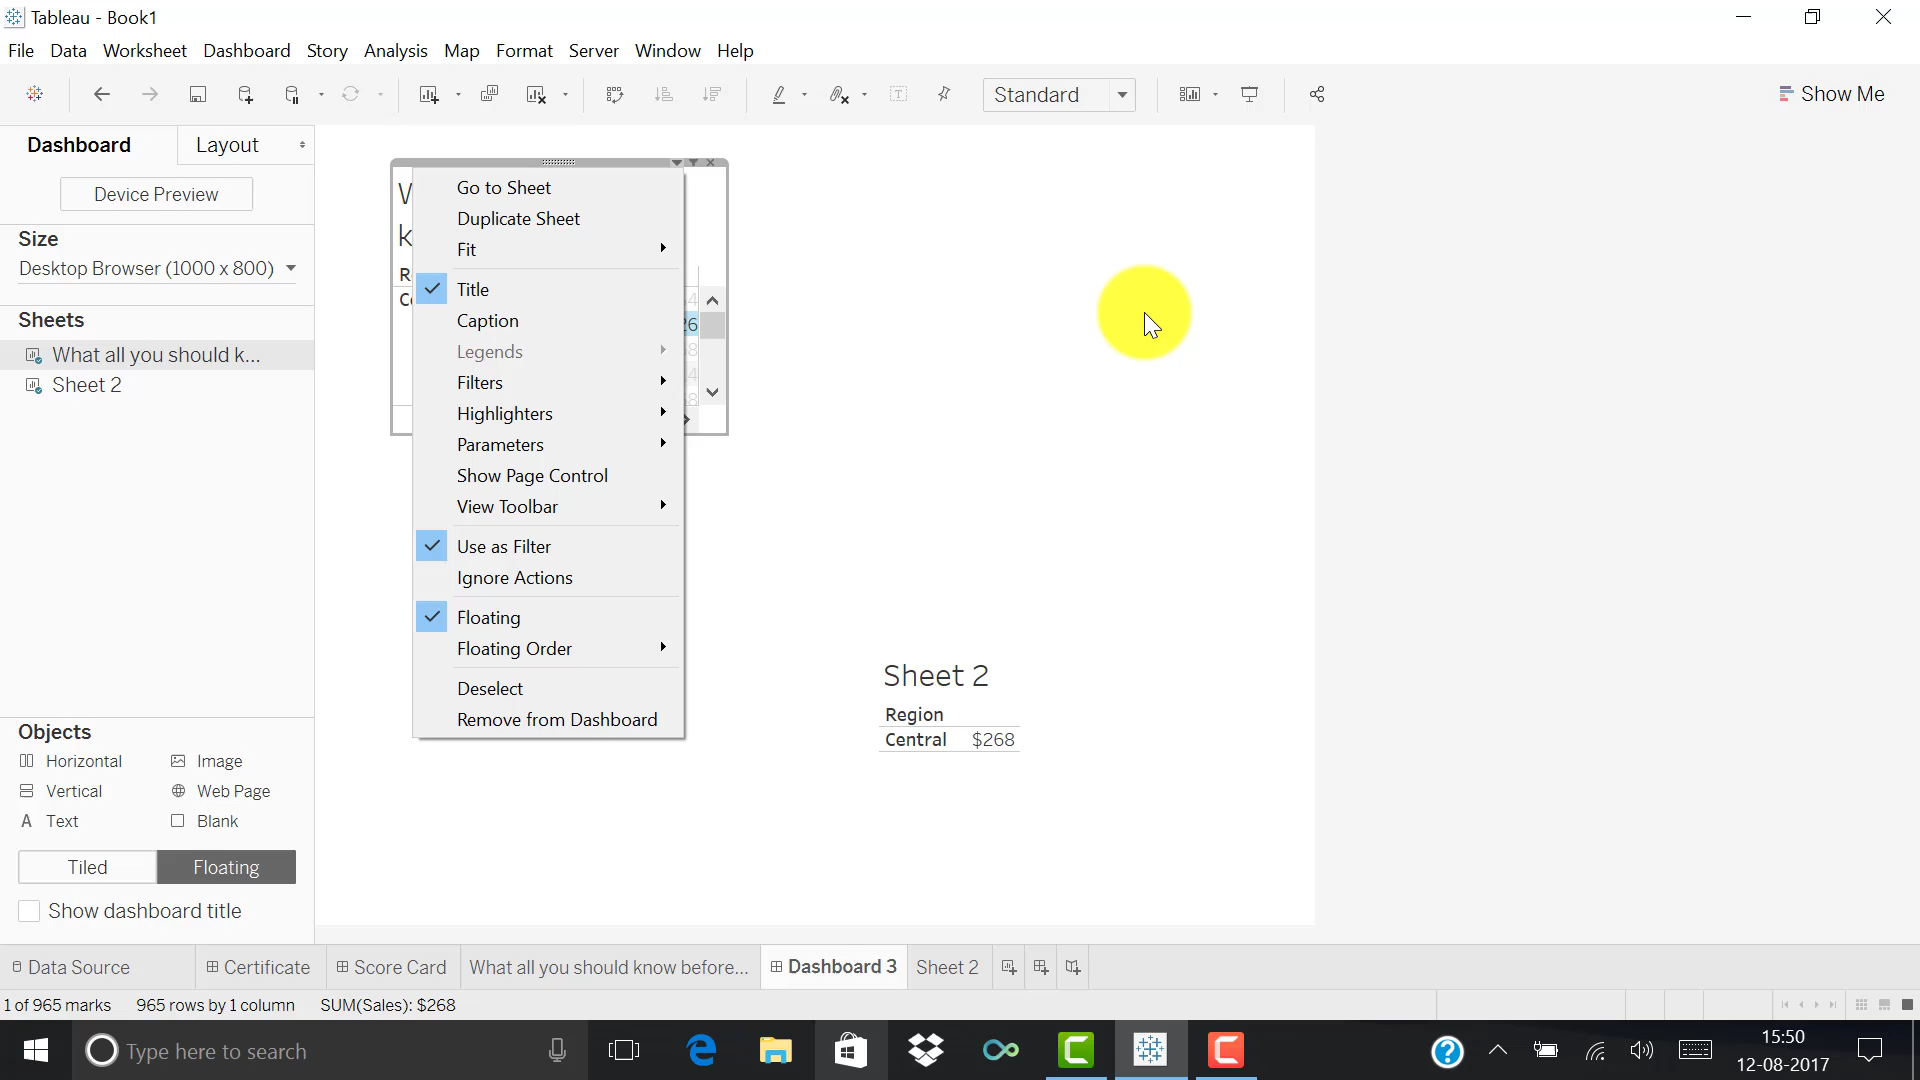 Tableau - Book1
File Data Worksheet Dashboard Story Analysis Map Format Server Window Help
Standard
Show Me
Dashboard Layout
Device Preview
Size
Desktop Browser (1000 x 800)
Sheets
What all you should k...
Sheet 2
Go to Sheet
Duplicate Sheet
Fit
Title
Caption
Legends
Filters
Highlighters
Parameters
Show Page Control
View Toolbar
Use as Filter
Ignore Actions
Floating
Floating Order
Deselect
Remove from Dashboard
Sheet 2
Region
Central $268
Objects
Horizontal Image
Vertical Web Page
A Text Blank
Tiled Floating
Show dashboard title
Data Source Certificate Score Card What all you should know before... Dashboard 3 Sheet 2
1 of 965 marks 965 rows by 1 column SUM(Sales): $268
Type here to search
15:50
12-08-2017